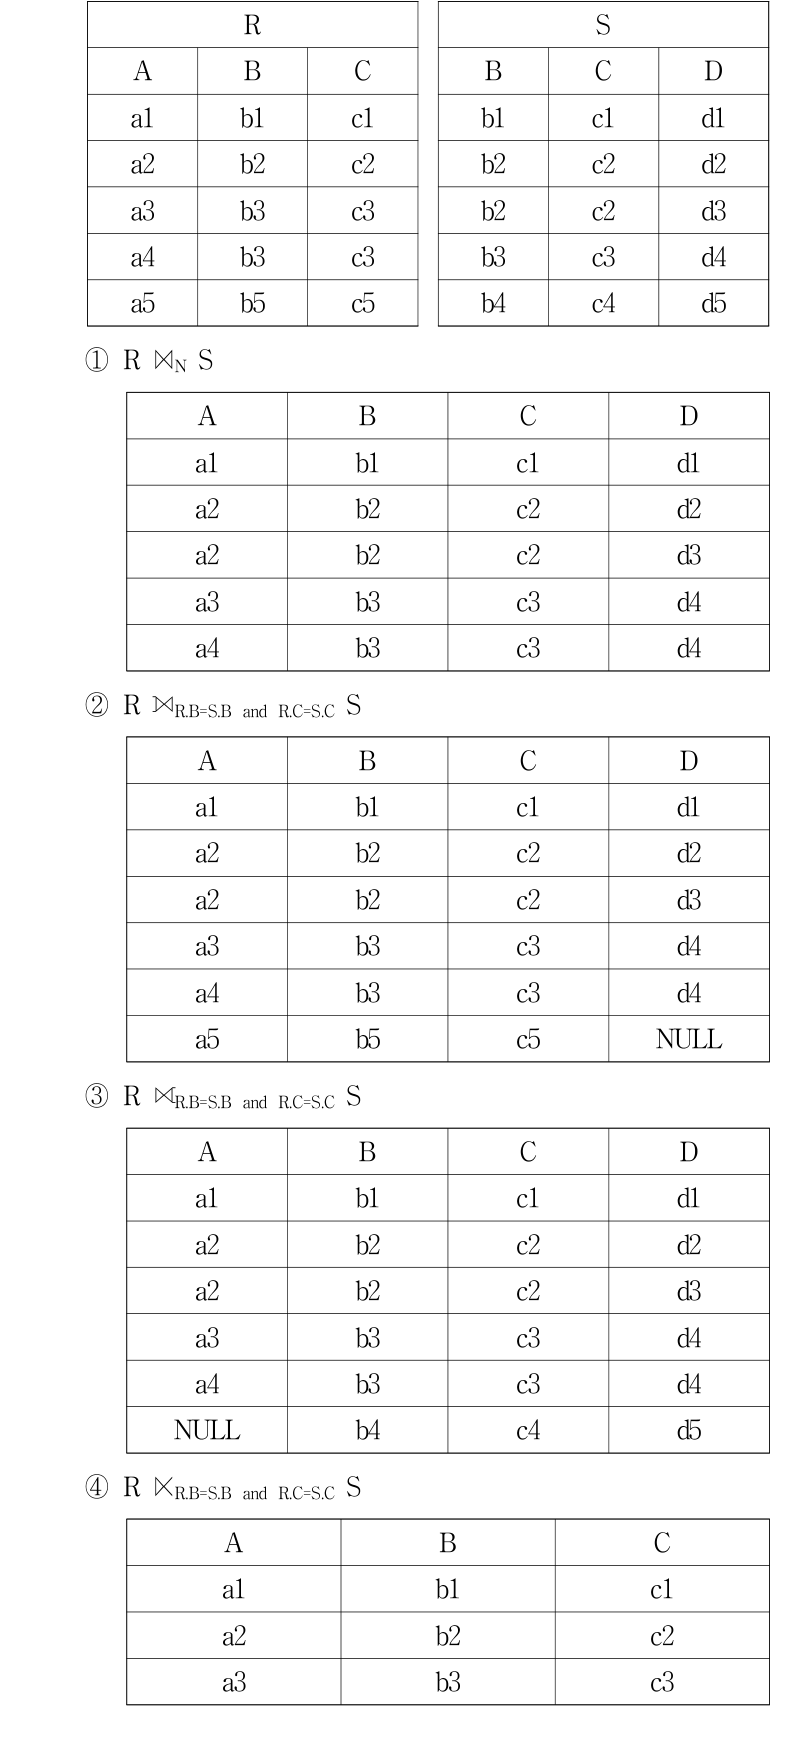 R S
A B C B C D
a1 b1 c1 b1 c1 d1
a2 b2 c2 b2 c2 d2
a3 b3 c3 b2 c2 d3
a4 b3 c3 b3 c3 d4
a5 b5 c5 b4 c4 d5
① R ⋈N S
A B C D
a1 b1 c1 d1
a2 b2 c2 d2
a2 b2 c2 d3
a3 b3 c3 d4
a4 b3 c3 d4
② R ⟕R.B=S.B and R.C=S.C S
A B C D
a1 b1 c1 d1
a2 b2 c2 d2
a2 b2 c2 d3
a3 b3 c3 d4
a4 b3 c3 d4
a5 b5 c5 NULL
③ R ⟖R.B=S.B and R.C=S.C S
A B C D
a1 b1 c1 d1
a2 b2 c2 d2
a2 b2 c2 d3
a3 b3 c3 d4
a4 b3 c3 d4
NULL b4 c4 d5
④ R ⋉R.B=S.B and R.C=S.C S
A B C
a1 b1 c1
a2 b2 c2
a3 b3 c3